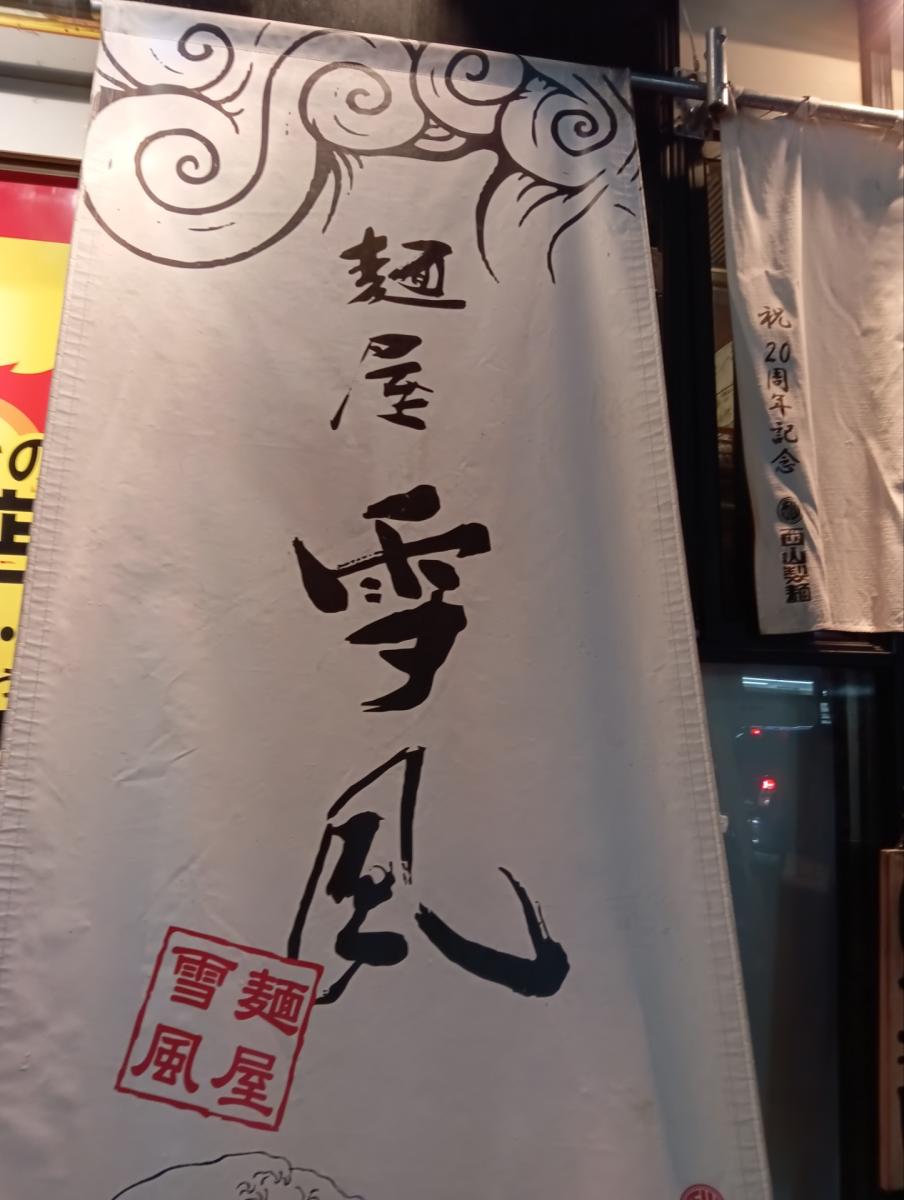 麺屋 雪風
麺屋
雪風
祝 20周年記念 西山製麺
の